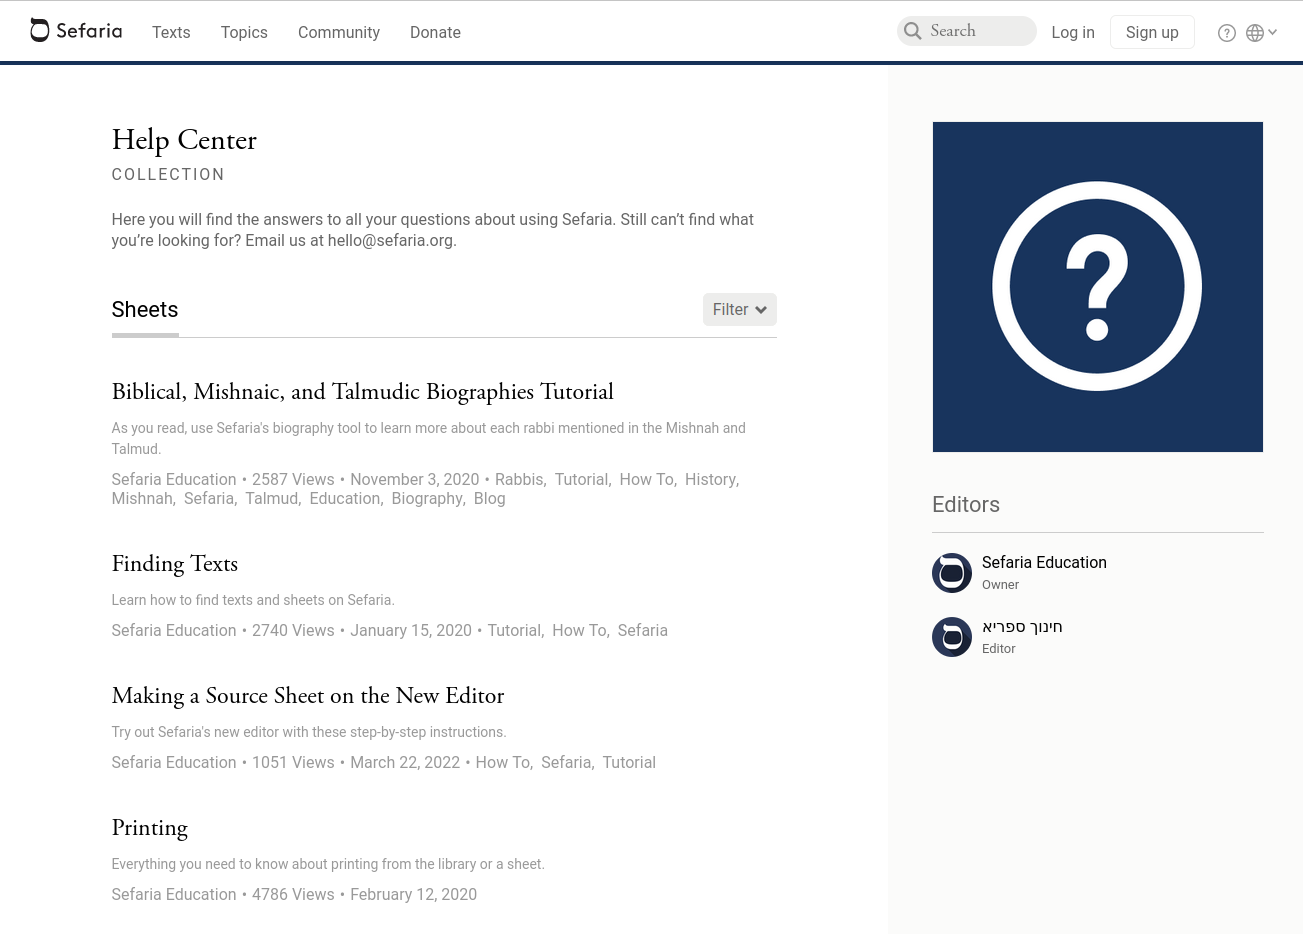 Sefaria Texts Topics Community Donate Search Log in Sign up ?
Help Center
COLLECTION
Here you will find the answers to all your questions about using Sefaria. Still can’t find what
you’re looking for? Email us at hello@sefaria.org.
Sheets Filter
Biblical, Mishnaic, and Talmudic Biographies Tutorial
As you read, use Sefaria's biography tool to learn more about each rabbi mentioned in the Mishnah and
Talmud.
Sefaria Education • 2587 Views • November 3, 2020 • Rabbis, Tutorial, How To, History,
Mishnah, Sefaria, Talmud, Education, Biography, Blog
Finding Texts
Learn how to find texts and sheets on Sefaria.
Sefaria Education • 2740 Views • January 15, 2020 • Tutorial, How To, Sefaria
Making a Source Sheet on the New Editor
Try out Sefaria's new editor with these step-by-step instructions.
Sefaria Education • 1051 Views • March 22, 2022 • How To, Sefaria, Tutorial
Printing
Everything you need to know about printing from the library or a sheet.
Sefaria Education • 4786 Views • February 12, 2020
?
Editors
Sefaria Education
Owner
חינוך ספריא
Editor